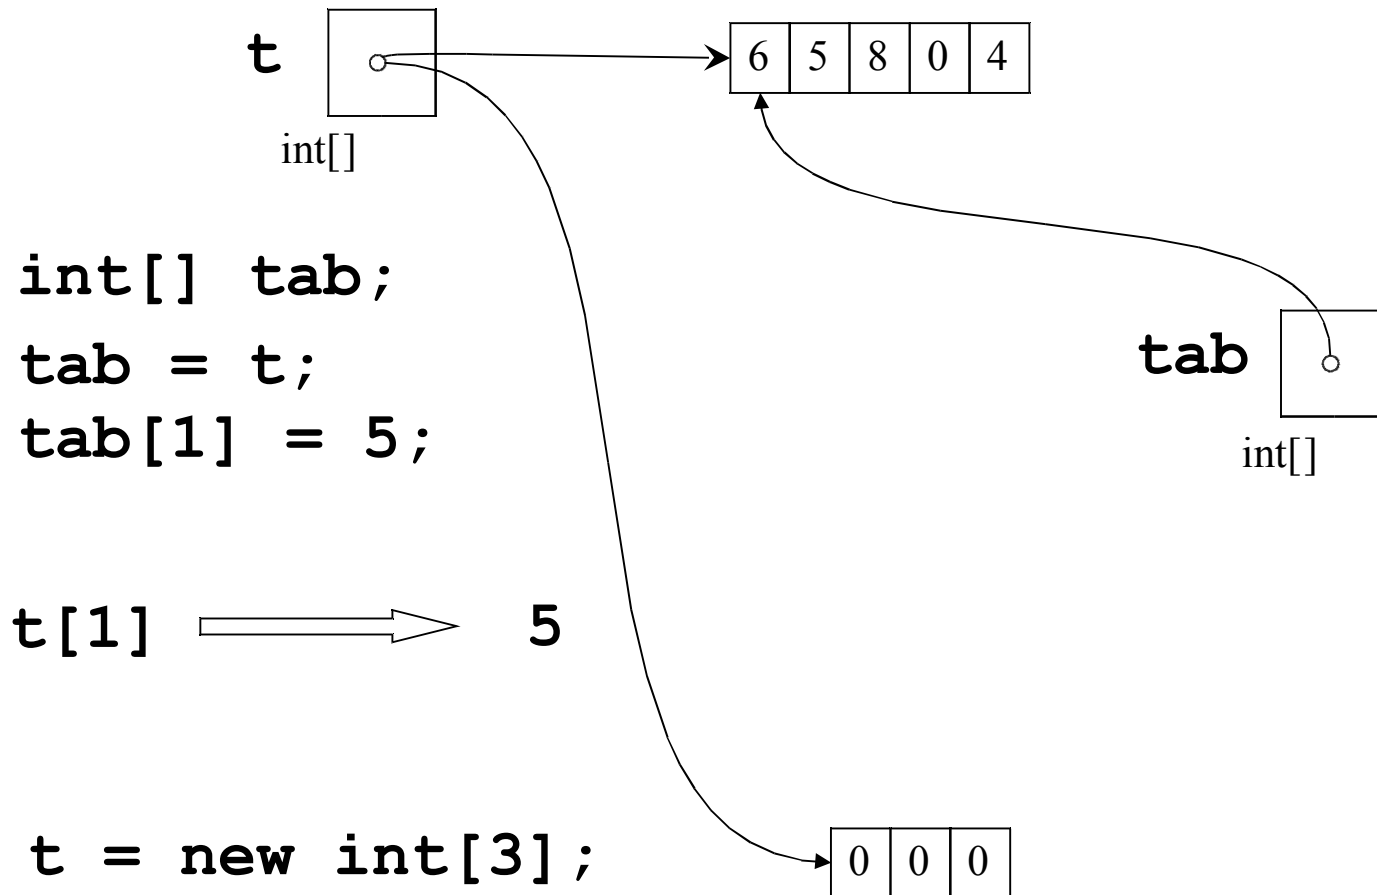 t
6 5 8 0 4
int[]
int[] tab;
tab = t;
tab
tab[1] = 5;
int[]
t[1] 5
t = new int[3];
0 0 0